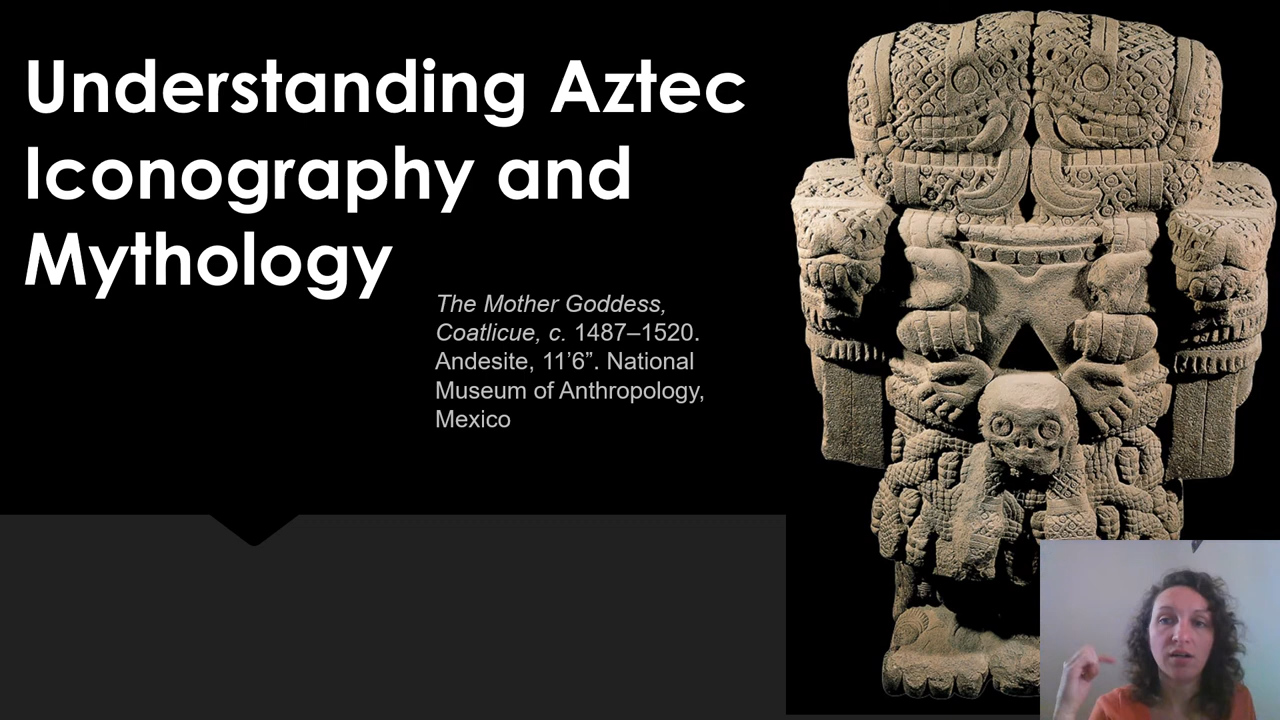 Understanding Aztec
Iconography and
Mythology
The Mother Goddess,
Coatlicue, c. 1487–1520.
Andesite, 11’6”. National
Museum of Anthropology,
Mexico